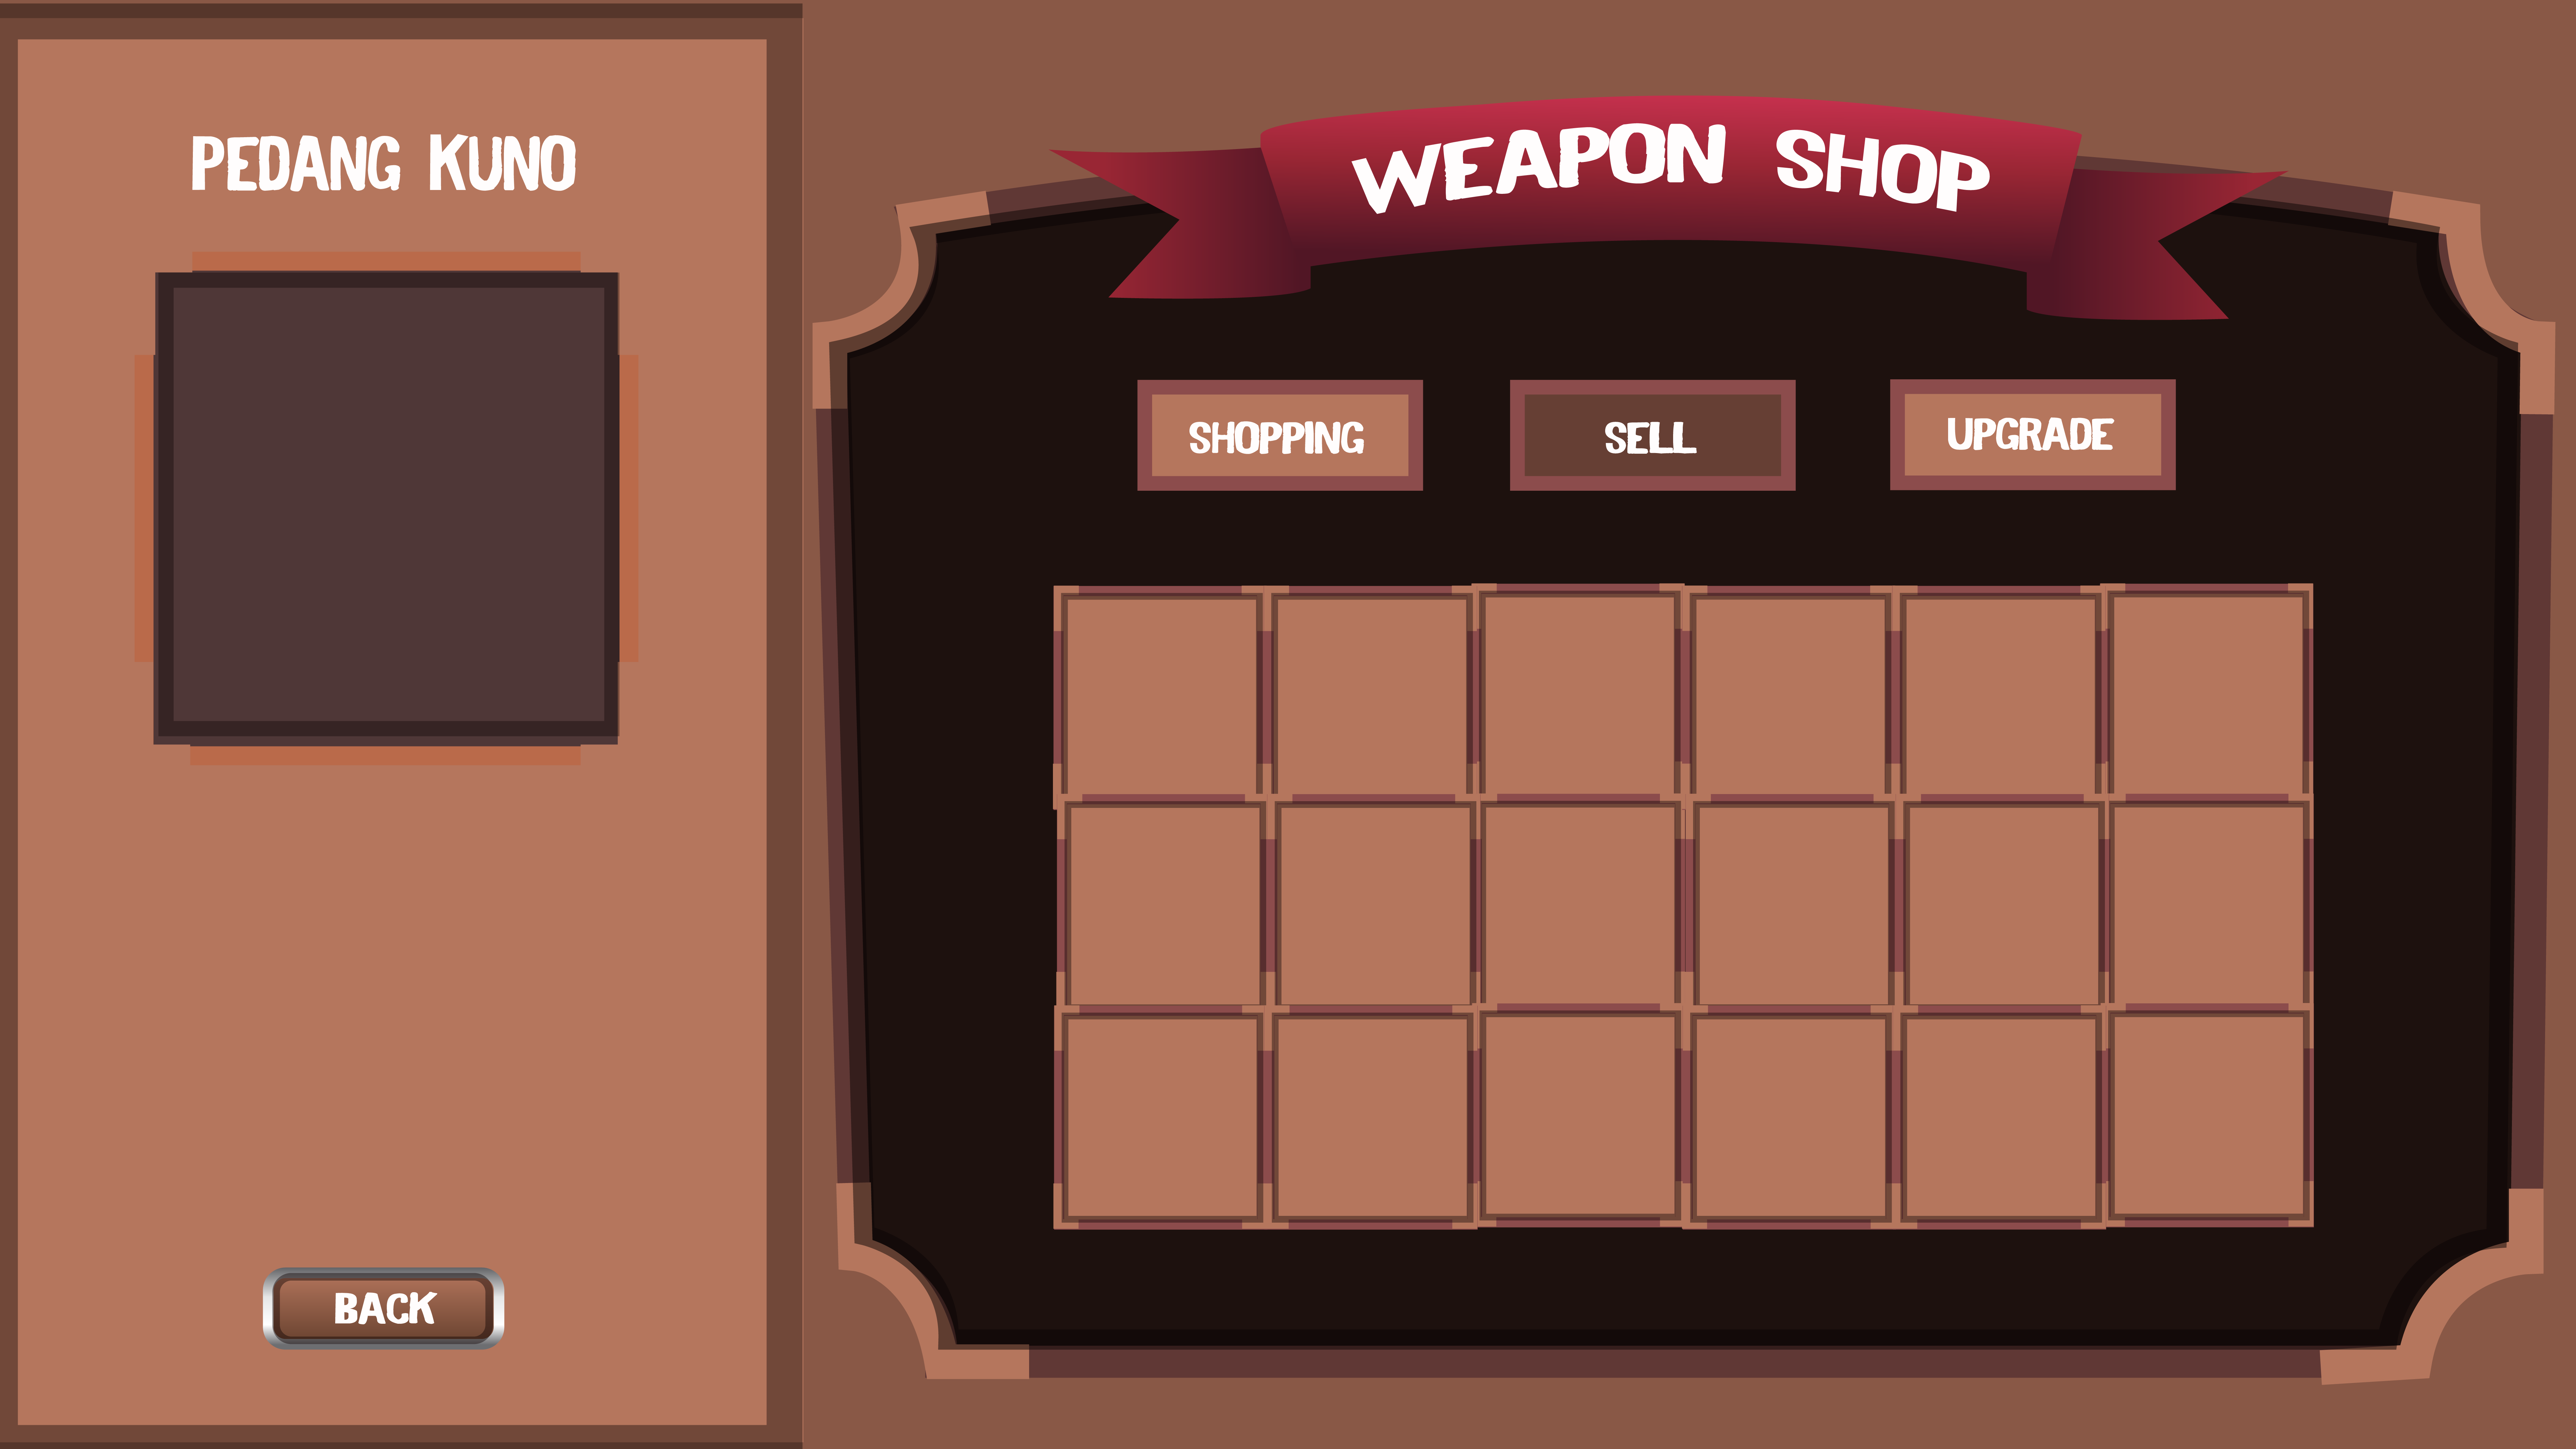 PEDANG KUNO
BACK
WEAPON SHOP
SHOPPING
SELL
UPGRADE